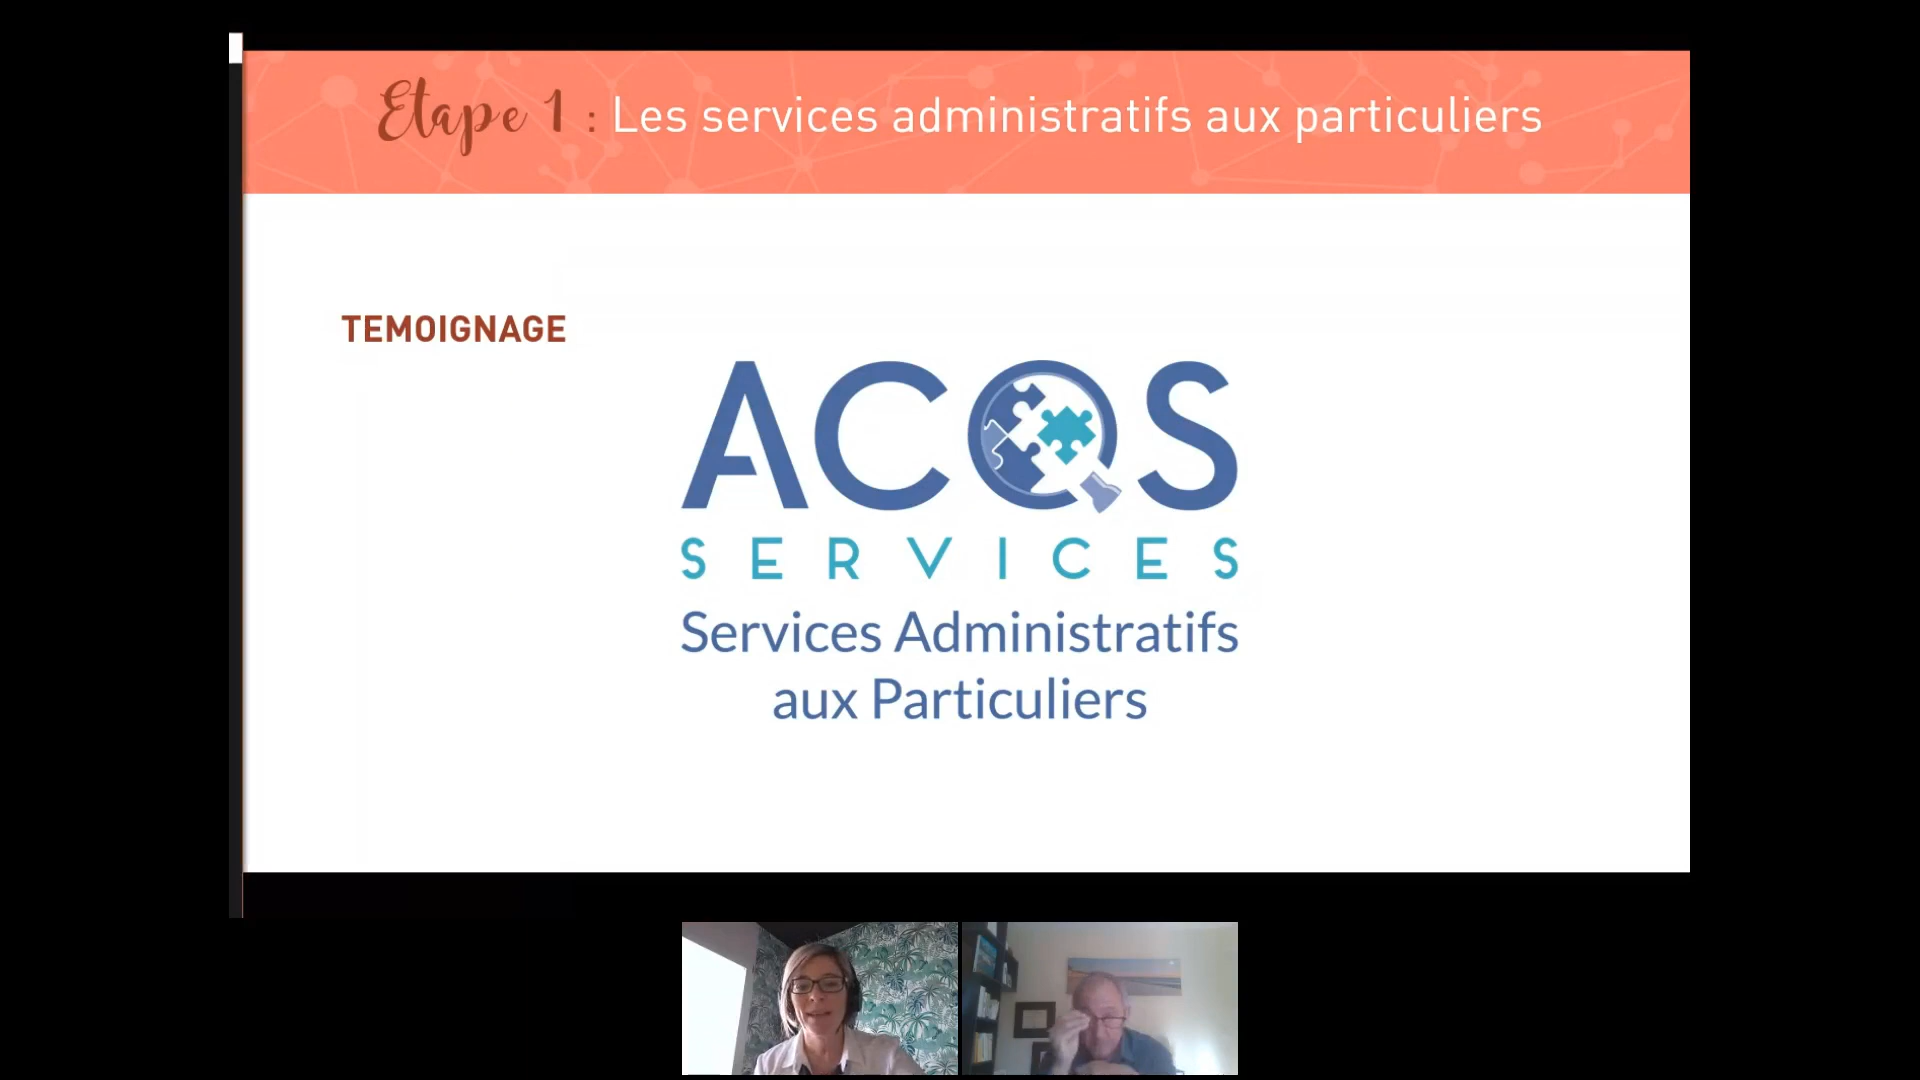 Etape 1 : Les services administratifs aux particuliers
TEMOIGNAGE
ACOS
SERVICES
Services Administratifs
aux Particuliers